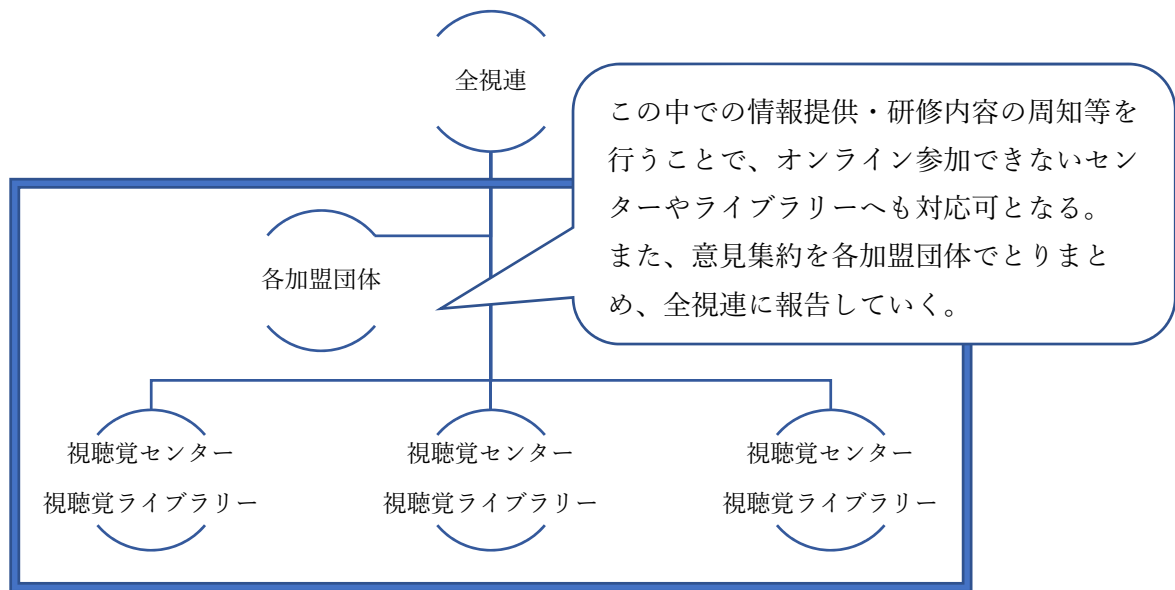 全視連
この中での情報提供・研修内容の周知等を
行うことで、オンライン参加できないセン
ターやライブラリーへも対応可となる。
また、意見集約を各加盟団体でとりまと
め、全視連に報告していく。
各加盟団体
視聴覚センター
視聴覚ライブラリー
視聴覚センター
視聴覚ライブラリー
視聴覚センター
視聴覚ライブラリー